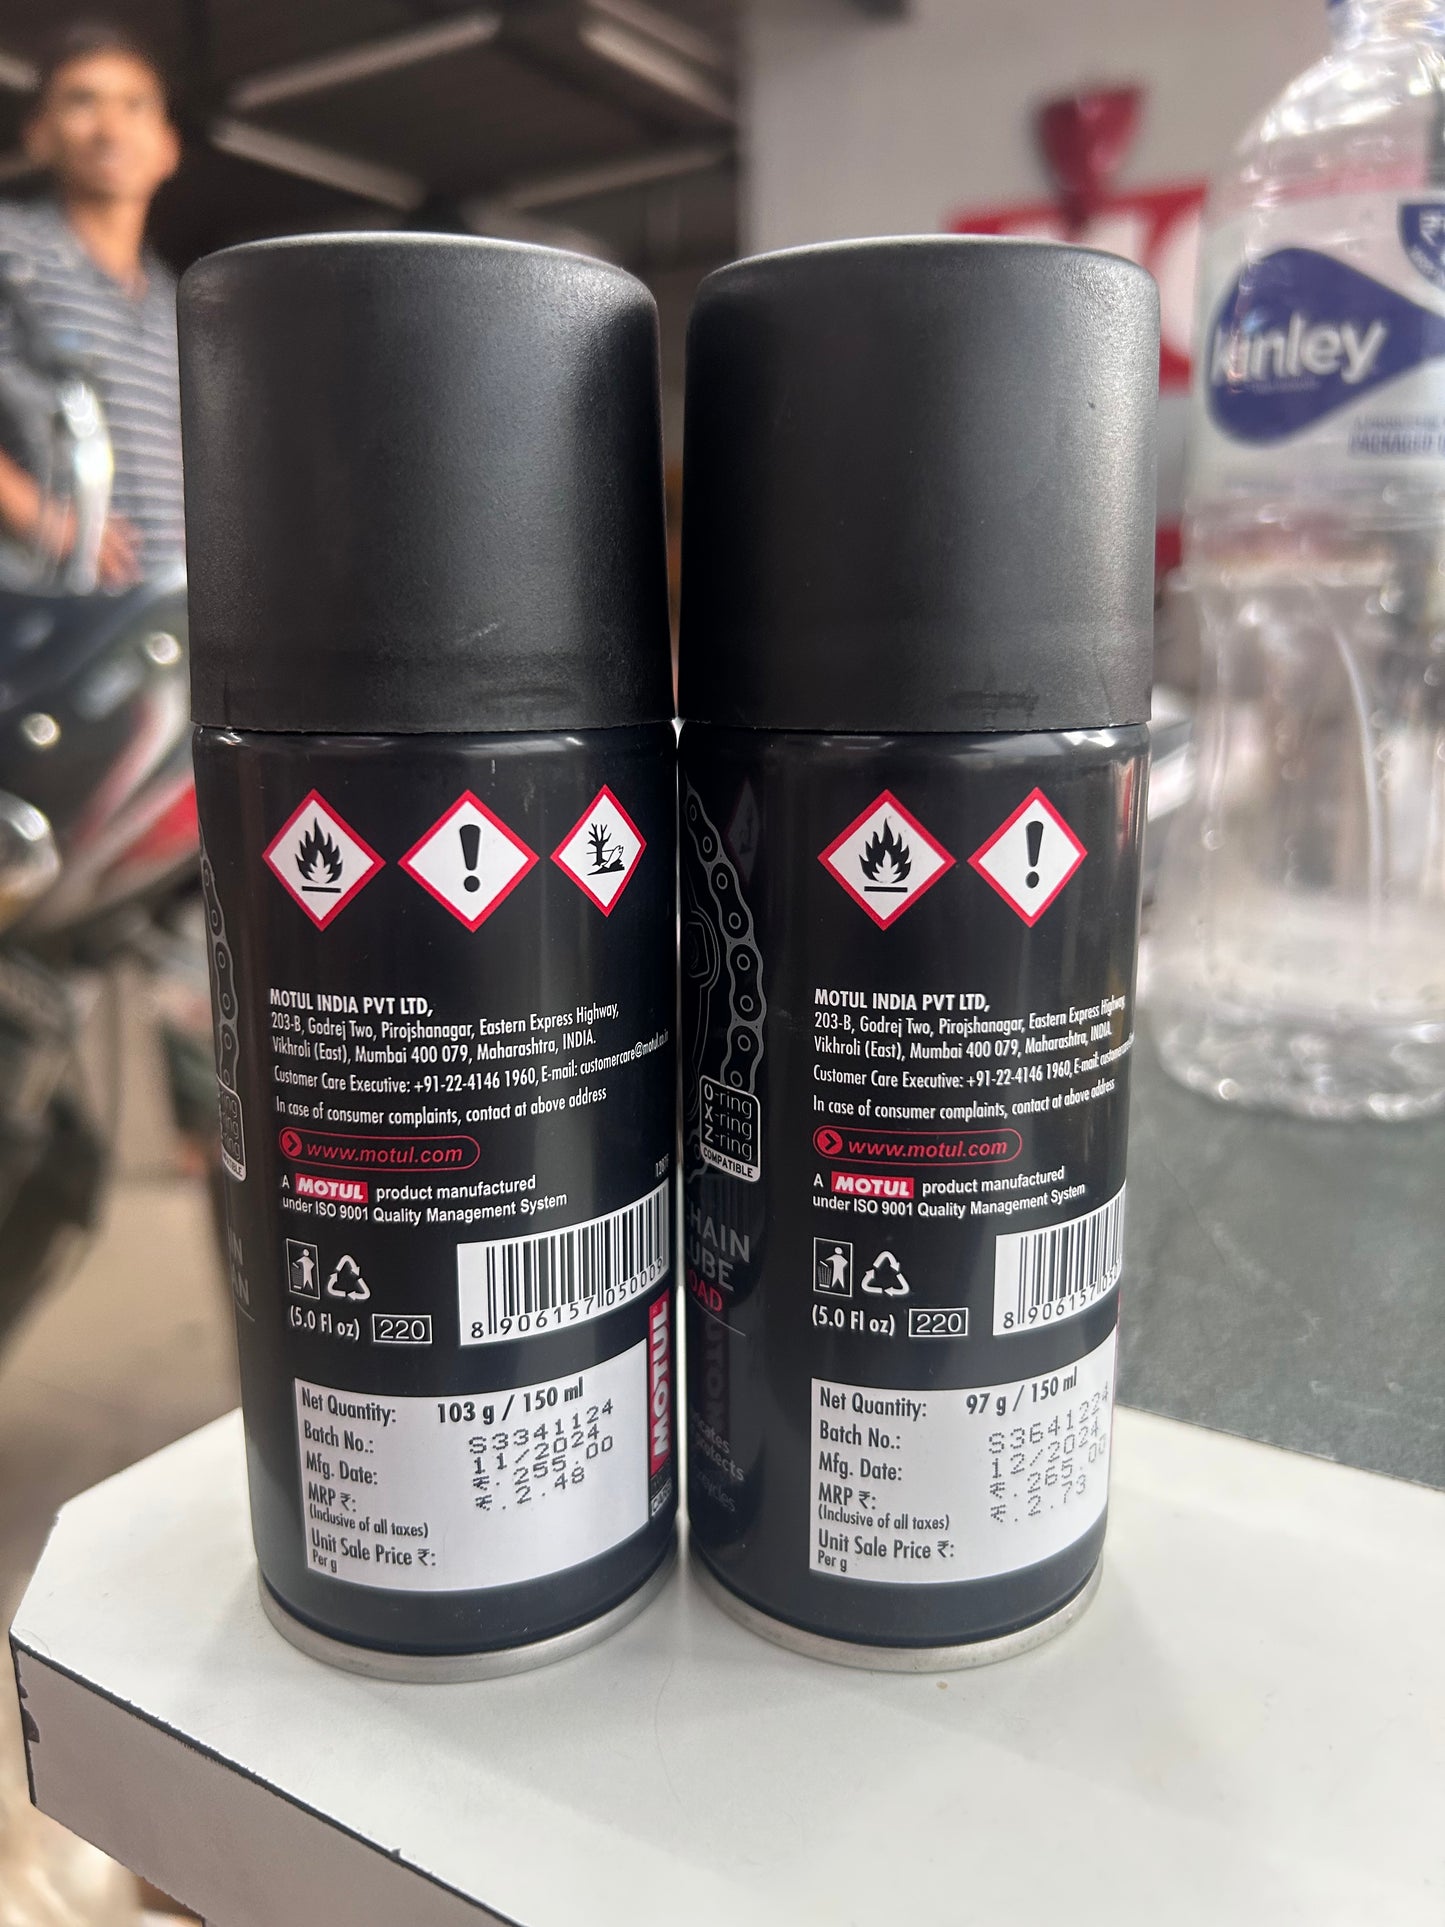 Kinley
MOTUL INDIA PVT LTD,
203-B, Godrej Two, Pirojshanagar, Eastern Express Highway,
Vikhroli (East), Mumbai 400 079, Maharashtra, INDIA.
Customer Care Executive: +91-22-4146 1960, E-mail: customercare@motul.co.in
In case of consumer complaints, contact at above address
www.motul.com
A MOTUL product manufactured
under ISO 9001 Quality Management System
(5.0 Fl oz) 220
8 906157 050009
MOTUL
Net Quantity: 103 g / 150 ml
Batch No.: S3341124
Mfg. Date: 11/2024
MRP ₹: ₹. 255.00
(Inclusive of all taxes)
Unit Sale Price ₹: ₹. 2.48
Per g
O-ring
X-ring
Z-ring
COMPATIBLE
MOTUL INDIA PVT LTD,
203-B, Godrej Two, Pirojshanagar, Eastern Express Highway,
Vikhroli (East), Mumbai 400 079, Maharashtra, INDIA.
Customer Care Executive: +91-22-4146 1960, E-mail:
In case of consumer complaints, contact at above address
www.motul.com
A MOTUL product manufactured
under ISO 9001 Quality Management System
(5.0 Fl oz) 220
8 906157
Net Quantity: 97 g / 150 ml
Batch No.: S3641224
Mfg. Date: 12/2024
MRP ₹: ₹. 265.00
(Inclusive of all taxes)
Unit Sale Price ₹: ₹. 2.73
Per g